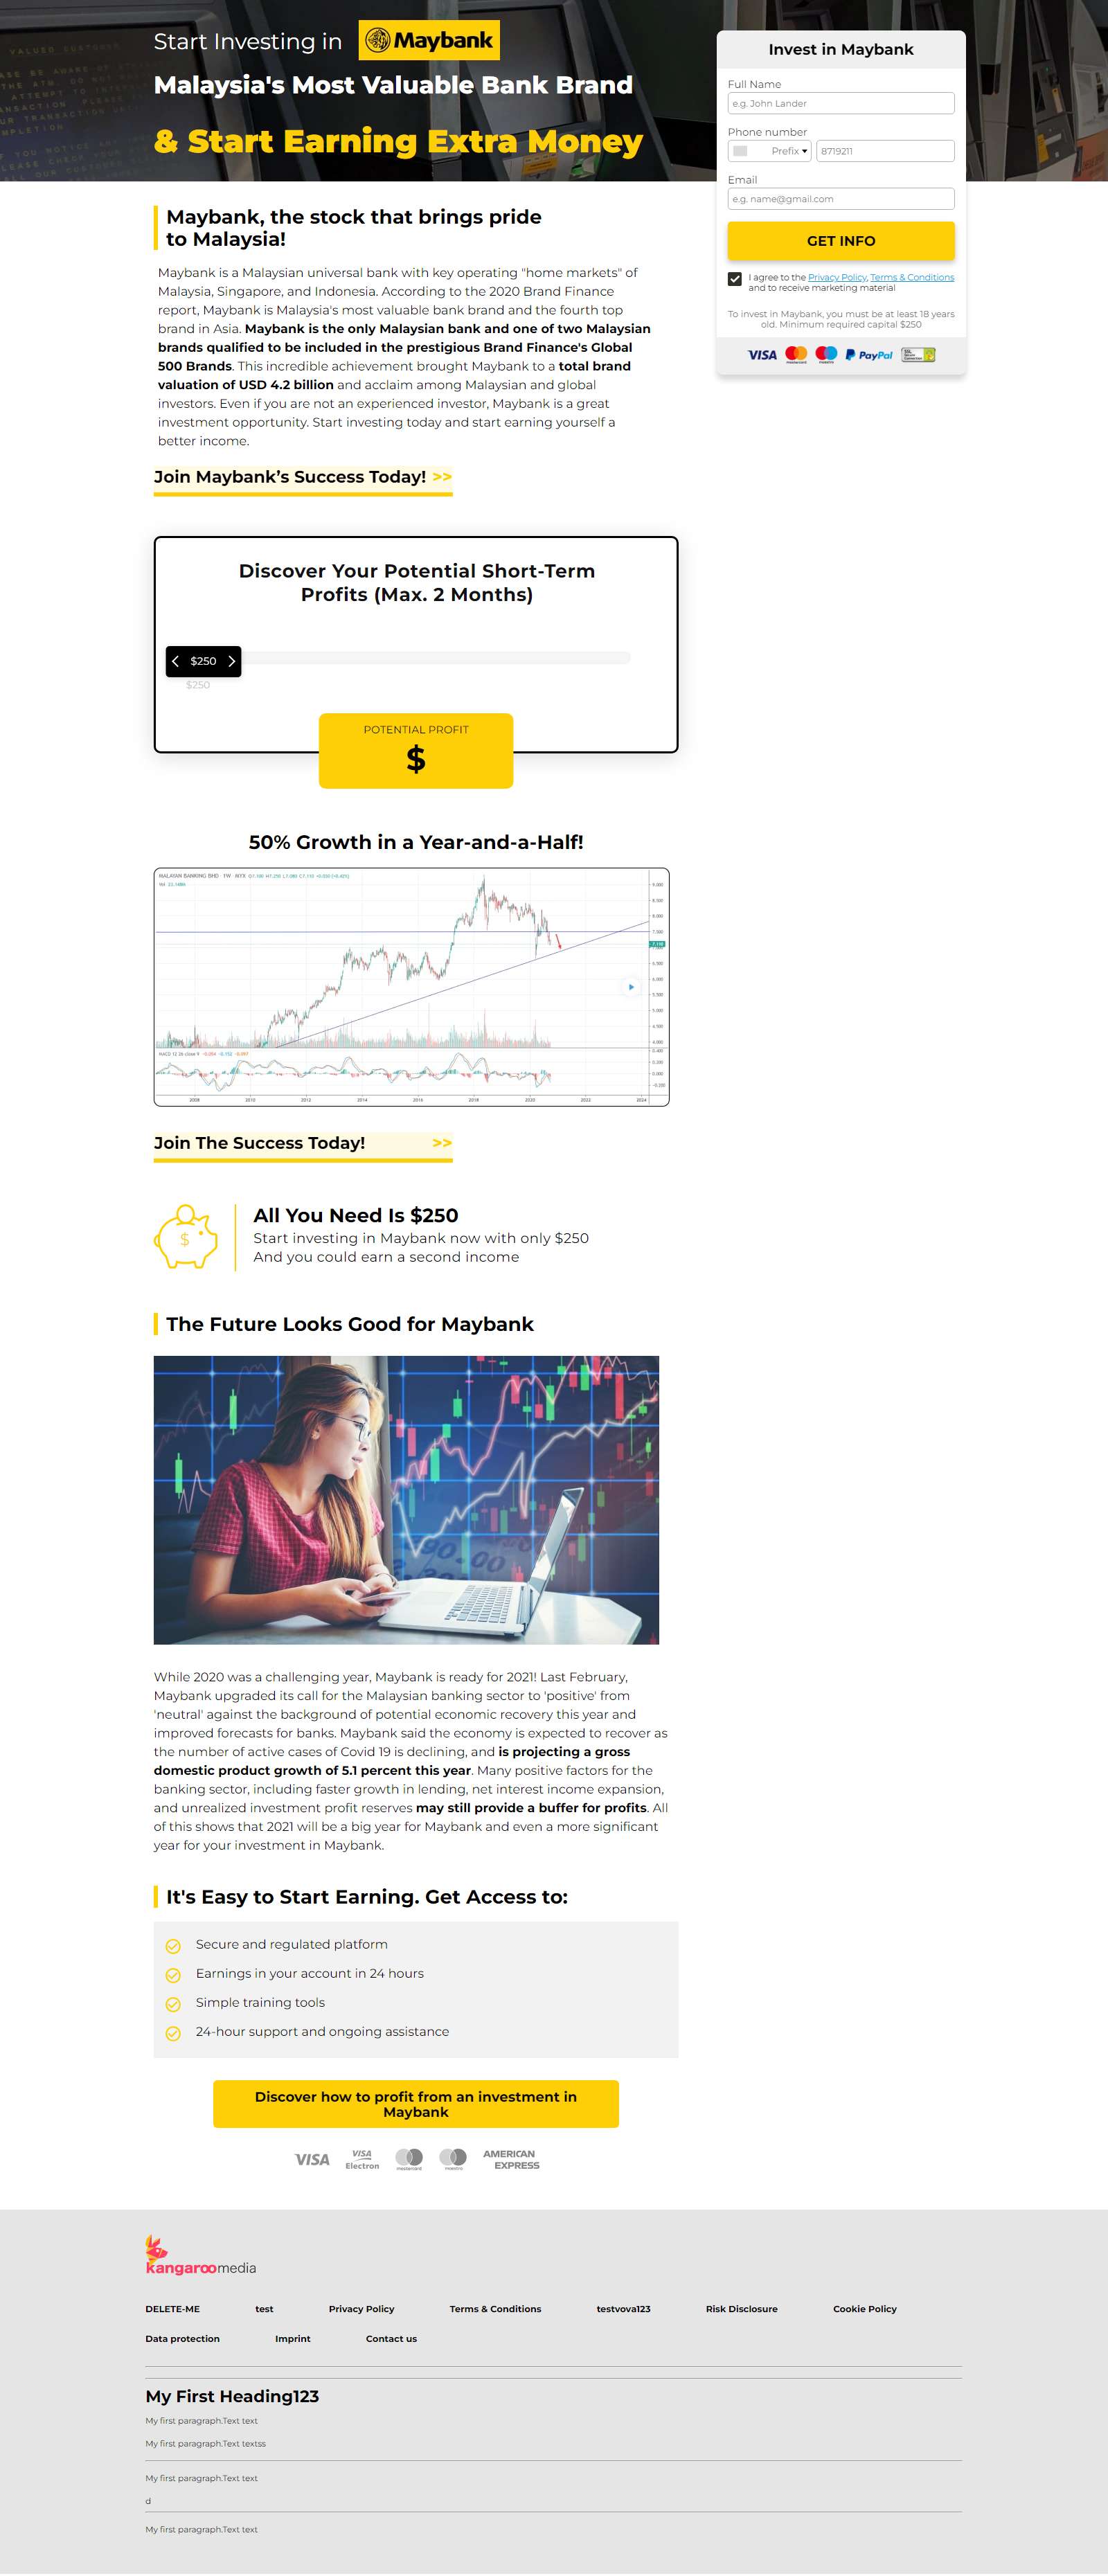 Start Investing in
Maybank
Malaysia's Most Valuable Bank Brand
& Start Earning Extra Money
Invest in Maybank
Full Name
e.g. John Lander
Phone number
Prefix
8719211
Email
e.g. name@gmail.com
GET INFO
I agree to the Privacy Policy, Terms & Conditions
and to receive marketing material
To invest in Maybank, you must be at least 18 years
old. Minimum required capital $250
VISA
PayPal
Maybank, the stock that brings pride
to Malaysia!
Maybank is a Malaysian universal bank with key operating "home markets" of
Malaysia, Singapore, and Indonesia. According to the 2020 Brand Finance
report, Maybank is Malaysia's most valuable bank brand and the fourth top
brand in Asia. Maybank is the only Malaysian bank and one of two Malaysian
brands qualified to be included in the prestigious Brand Finance's Global
500 Brands. This incredible achievement brought Maybank to a total brand
valuation of USD 4.2 billion and acclaim among Malaysian and global
investors. Even if you are not an experienced investor, Maybank is a great
investment opportunity. Start investing today and start earning yourself a
better income.
Join Maybank’s Success Today! >>
Discover Your Potential Short-Term
Profits (Max. 2 Months)
$250
$250
POTENTIAL PROFIT
$
50% Growth in a Year-and-a-Half!
2008 2010 2012 2014 2016 2018 2020 2022 2024
Join The Success Today! >>
$
All You Need Is $250
Start investing in Maybank now with only $250
And you could earn a second income
The Future Looks Good for Maybank
While 2020 was a challenging year, Maybank is ready for 2021! Last February,
Maybank upgraded its call for the Malaysian banking sector to 'positive' from
'neutral' against the background of potential economic recovery this year and
improved forecasts for banks. Maybank said the economy is expected to recover as
the number of active cases of Covid 19 is declining, and is projecting a gross
domestic product growth of 5.1 percent this year. Many positive factors for the
banking sector, including faster growth in lending, net interest income expansion,
and unrealized investment profit reserves may still provide a buffer for profits. All
of this shows that 2021 will be a big year for Maybank and even a more significant
year for your investment in Maybank.
It's Easy to Start Earning. Get Access to:
Secure and regulated platform
Earnings in your account in 24 hours
Simple training tools
24-hour support and ongoing assistance
Discover how to profit from an investment in
Maybank
VISA
VISA
Electron
AMERICAN
EXPRESS
kangaroomedia
DELETE-ME test Privacy Policy Terms & Conditions testvova123 Risk Disclosure Cookie Policy
Data protection Imprint Contact us
My First Heading123
My first paragraph.Text text
My first paragraph.Text textss
My first paragraph.Text text
d
My first paragraph.Text text